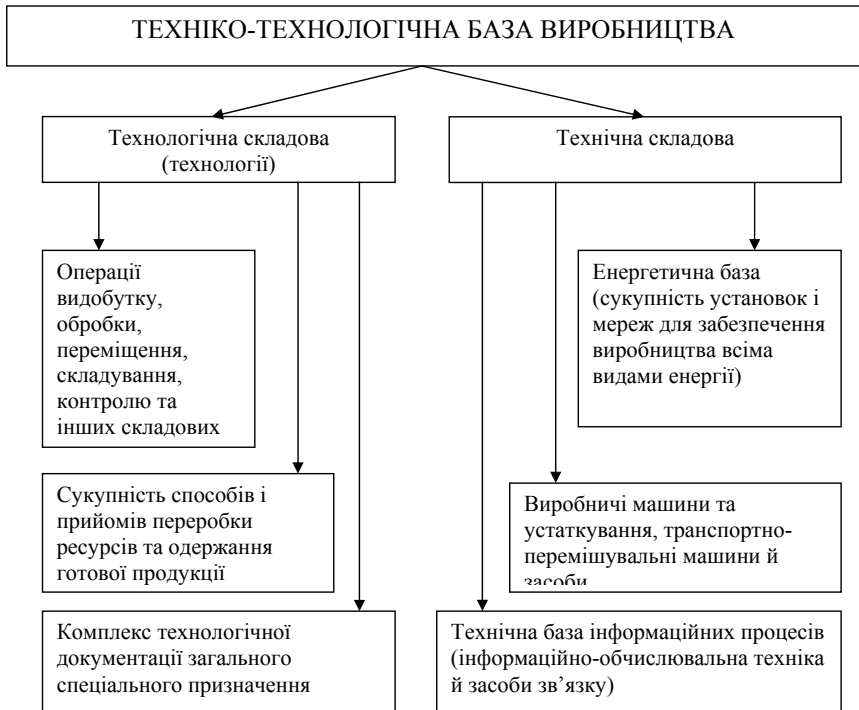 ТЕХНІКО-ТЕХНОЛОГІЧНА БАЗА ВИРОБНИЦТВА
Технологічна складова
(технології)
Технічна складова
Операції
видобутку,
обробки,
переміщення,
складування,
контролю та
інших складових
Енергетична база
(сукупність установок і
мереж для забезпечення
виробництва всіма
видами енергії)
Сукупність способів і
прийомів переробки
ресурсів та одержання
готової продукції
Виробничі машини та
устаткування, транспортно-
перемішувальні машини й
засоби
Комплекс технологічної
документації загального
спеціального призначення
Технічна база інформаційних процесів
(інформаційно-обчислювальна техніка
й засоби зв’язку)